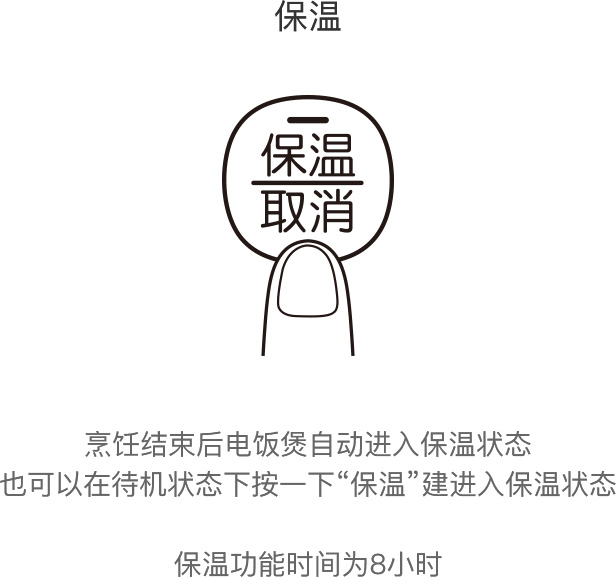 保温
保温
取消
烹饪结束后电饭煲自动进入保温状态
也可以在待机状态下按一下“保温”建进入保温状态
保温功能时间为8小时